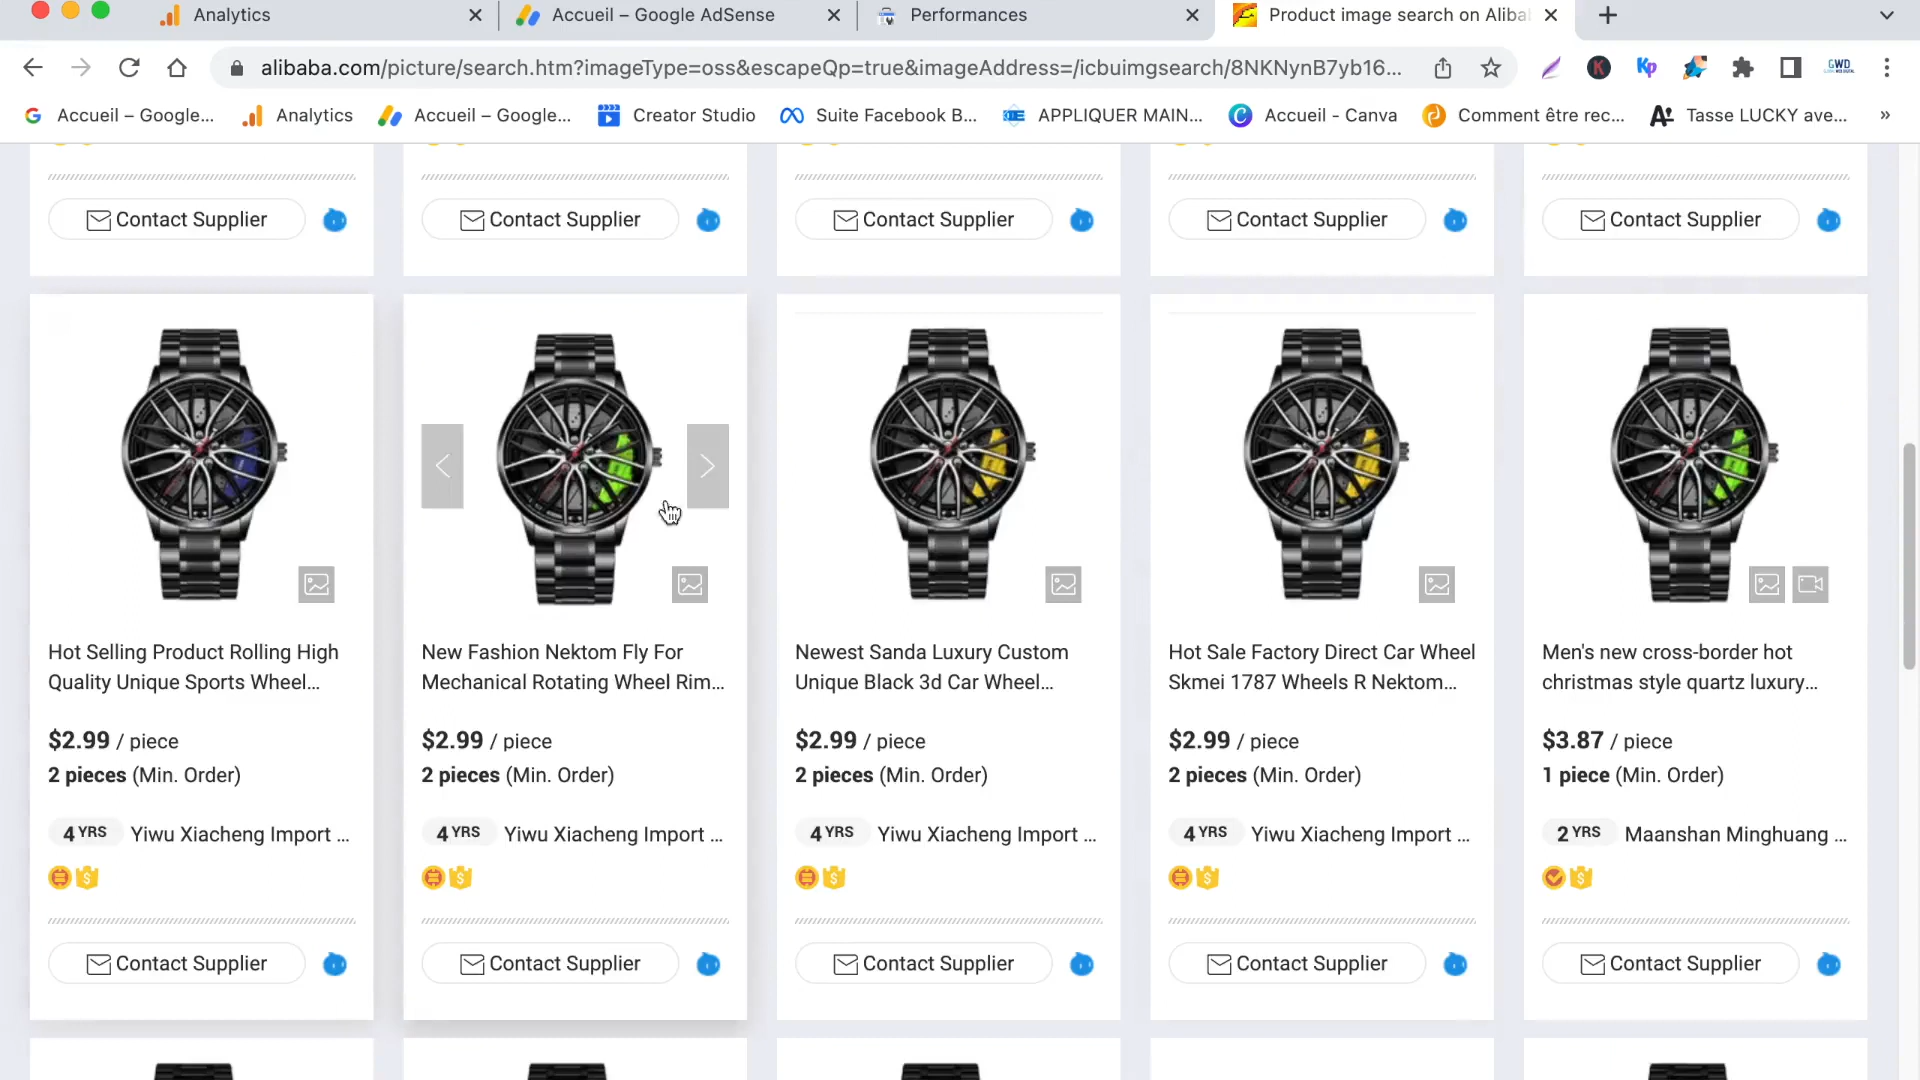 Analytics
Accueil – Google AdSense
Performances
Product image search on Aliba
alibaba.com/picture/search.htm?imageType=oss&escapeQp=true&imageAddress=/icbuimgsearch/8NKNynB7yb16...
K
Kp
GWD
Accueil – Google...
Analytics
Accueil – Google...
Creator Studio
Suite Facebook B...
APPLIQUER MAIN...
Accueil - Canva
Comment être rec...
Tasse LUCKY ave...
»
Contact Supplier
Contact Supplier
Contact Supplier
Contact Supplier
Contact Supplier
Hot Selling Product Rolling High
Quality Unique Sports Wheel...
$2.99 / piece
2 pieces (Min. Order)
4 YRS Yiwu Xiacheng Import ...
Contact Supplier
New Fashion Nektom Fly For
Mechanical Rotating Wheel Rim...
$2.99 / piece
2 pieces (Min. Order)
4 YRS Yiwu Xiacheng Import ...
Contact Supplier
Newest Sanda Luxury Custom
Unique Black 3d Car Wheel...
$2.99 / piece
2 pieces (Min. Order)
4 YRS Yiwu Xiacheng Import ...
Contact Supplier
Hot Sale Factory Direct Car Wheel
Skmei 1787 Wheels R Nektom...
$2.99 / piece
2 pieces (Min. Order)
4 YRS Yiwu Xiacheng Import ...
Contact Supplier
Men's new cross-border hot
christmas style quartz luxury...
$3.87 / piece
1 piece (Min. Order)
2 YRS Maanshan Minghuang ...
Contact Supplier